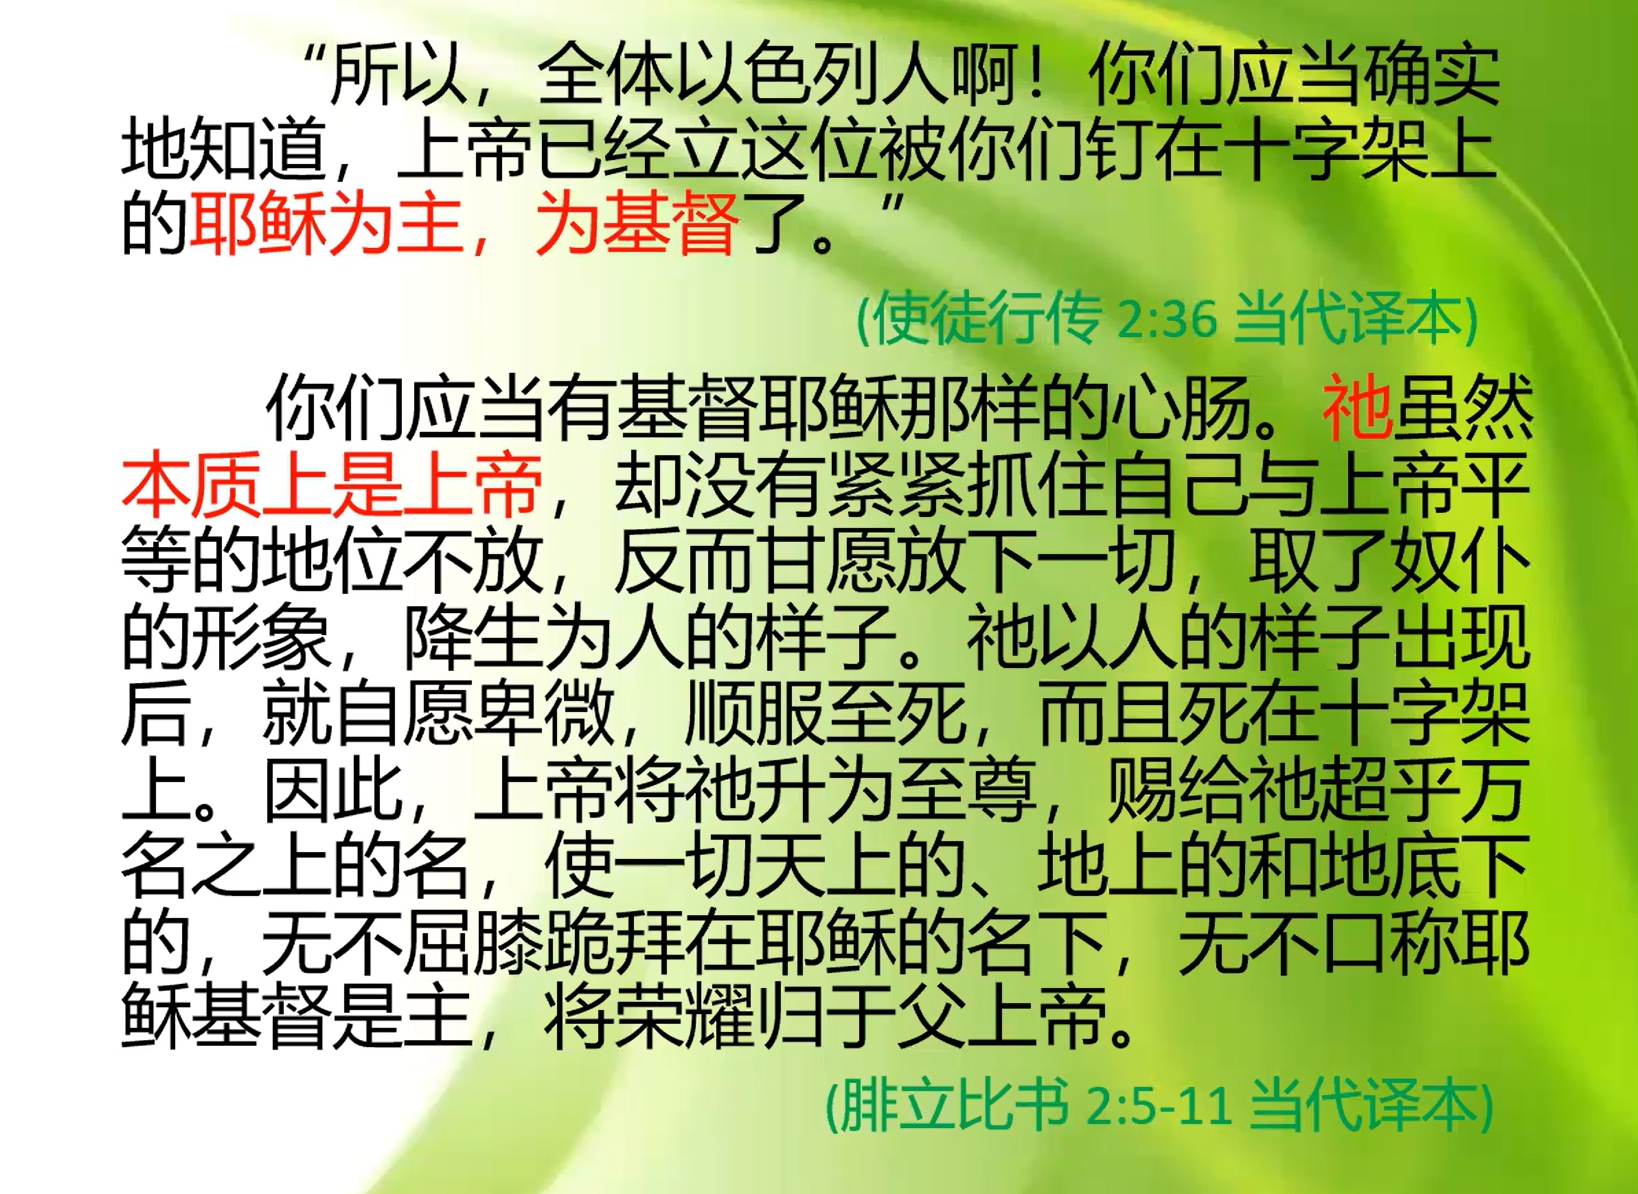 “所以，全体以色列人啊！你们应当确实
地知道，上帝已经立这位被你们钉在十字架上
的耶稣为主，为基督了。”
(使徒行传 2:36 当代译本)
你们应当有基督耶稣那样的心肠。祂虽然
本质上是上帝，却没有紧紧抓住自己与上帝平
等的地位不放，反而甘愿放下一切，取了奴仆
的形象，降生为人的样子。祂以人的样子出现
后，就自愿卑微，顺服至死，而且死在十字架
上。因此，上帝将祂升为至尊，赐给祂超乎万
名之上的名，使一切天上的、地上的和地底下
的，无不屈膝跪拜在耶稣的名下，无不口称耶
稣基督是主，将荣耀归于父上帝。
(腓立比书 2:5-11 当代译本)